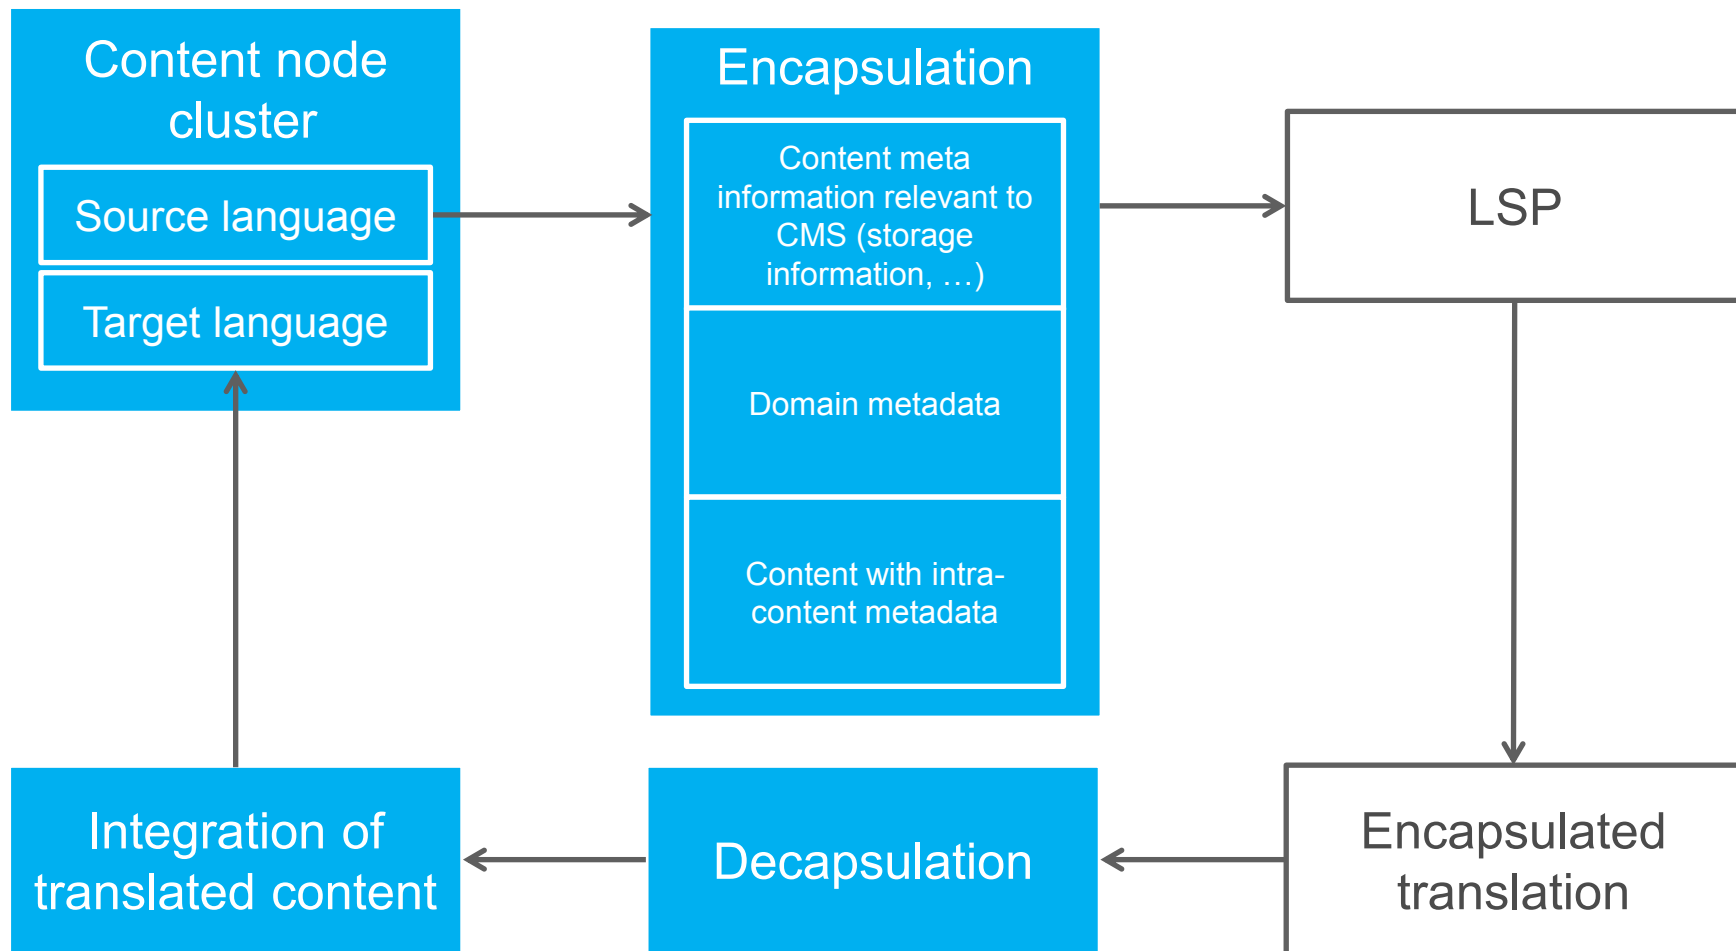 Content node
cluster
Source language
Target language
Encapsulation
Content meta
information relevant to
CMS (storage
information, …)
Domain metadata
Content with intra-
content metadata
LSP
Encapsulated
translation
Decapsulation
Integration of
translated content